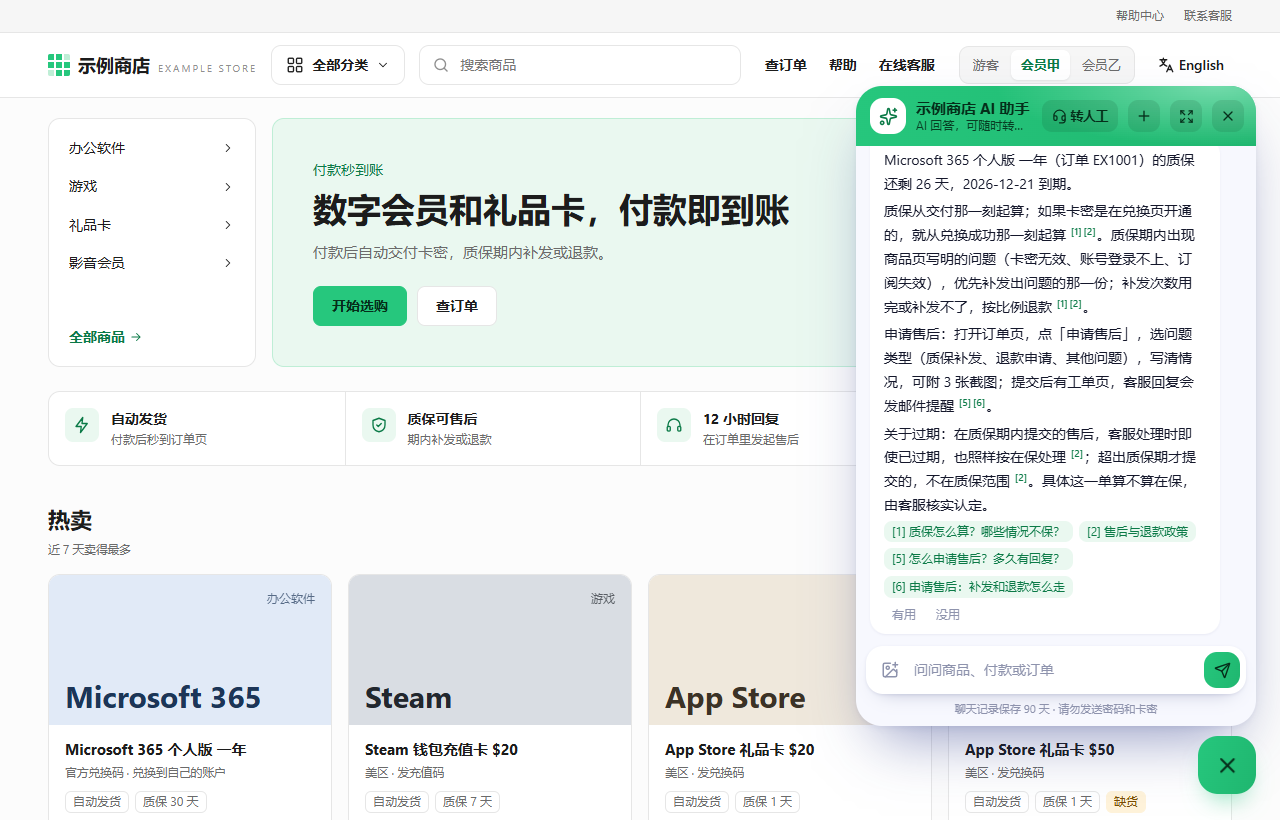 帮助中心 联系客服
示例商店 EXAMPLE STORE
全部分类
搜索商品
查订单 帮助 在线客服
游客 会员甲 会员乙
English
办公软件
游戏
礼品卡
影音会员
全部商品 →
付款秒到账
数字会员和礼品卡，付款即到账
付款后自动交付卡密，质保期内补发或退款。
开始选购 查订单
自动发货
付款后秒到订单页
质保可售后
期内补发或退款
12 小时回复
在订单里发起售后
热卖
近 7 天卖得最多
办公软件
Microsoft 365
Microsoft 365 个人版 一年
官方兑换码 · 兑换到自己的账户
自动发货 质保 30 天
游戏
Steam
Steam 钱包充值卡 $20
美区 · 发充值码
自动发货 质保 7 天
App Store
App Store 礼品卡 $20
美区 · 发兑换码
自动发货 质保 1 天
App Store 礼品卡 $50
美区 · 发兑换码
自动发货 质保 1 天 缺货
示例商店 AI 助手
AI 回答，可随时转...
转人工
Microsoft 365 个人版 一年（订单 EX1001）的质保
还剩 26 天，2026-12-21 到期。
质保从交付那一刻起算；如果卡密是在兑换页开通
的，就从兑换成功那一刻起算 [1] [2]。质保期内出现
商品页写明的问题（卡密无效、账号登录不上、订
阅失效），优先补发出问题的那一份；补发次数用
完或补发不了，按比例退款 [1] [2]。
申请售后：打开订单页，点「申请售后」，选问题
类型（质保补发、退款申请、其他问题），写清情
况，可附 3 张截图；提交后有工单页，客服回复会
发邮件提醒 [5] [6]。
关于过期：在质保期内提交的售后，客服处理时即
使已过期，也照样按在保处理 [2]；超出质保期才提
交的，不在质保范围 [2]。具体这一单算不算在保，
由客服核实认定。
[1] 质保怎么算？哪些情况不保？ [2] 售后与退款政策
[5] 怎么申请售后？多久有回复？
[6] 申请售后：补发和退款怎么走
有用 没用
问问商品、付款或订单
聊天记录保存 90 天 · 请勿发送密码和卡密